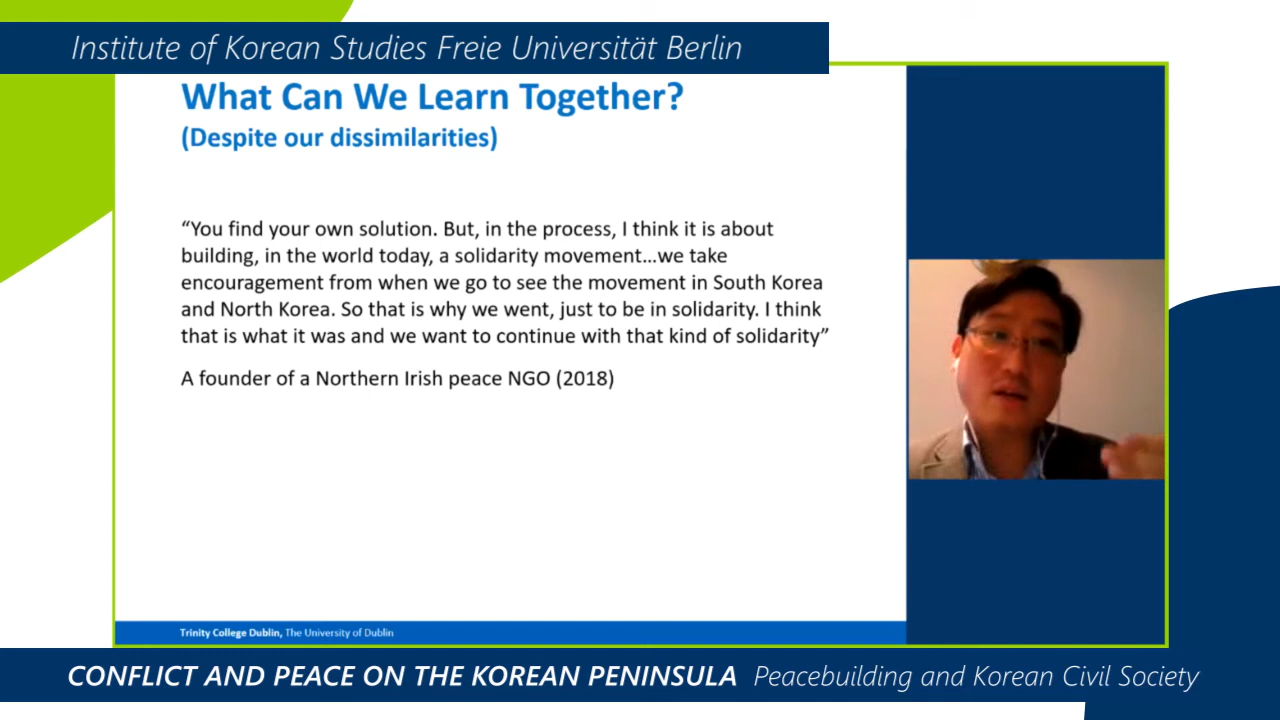 Institute of Korean Studies Freie Universität Berlin
What Can We Learn Together?
(Despite our dissimilarities)
“You find your own solution. But, in the process, I think it is about
building, in the world today, a solidarity movement…we take
encouragement from when we go to see the movement in South Korea
and North Korea. So that is why we went, just to be in solidarity. I think
that is what it was and we want to continue with that kind of solidarity”
A founder of a Northern Irish peace NGO (2018)
Trinity College Dublin, The University of Dublin
CONFLICT AND PEACE ON THE KOREAN PENINSULA Peacebuilding and Korean Civil Society